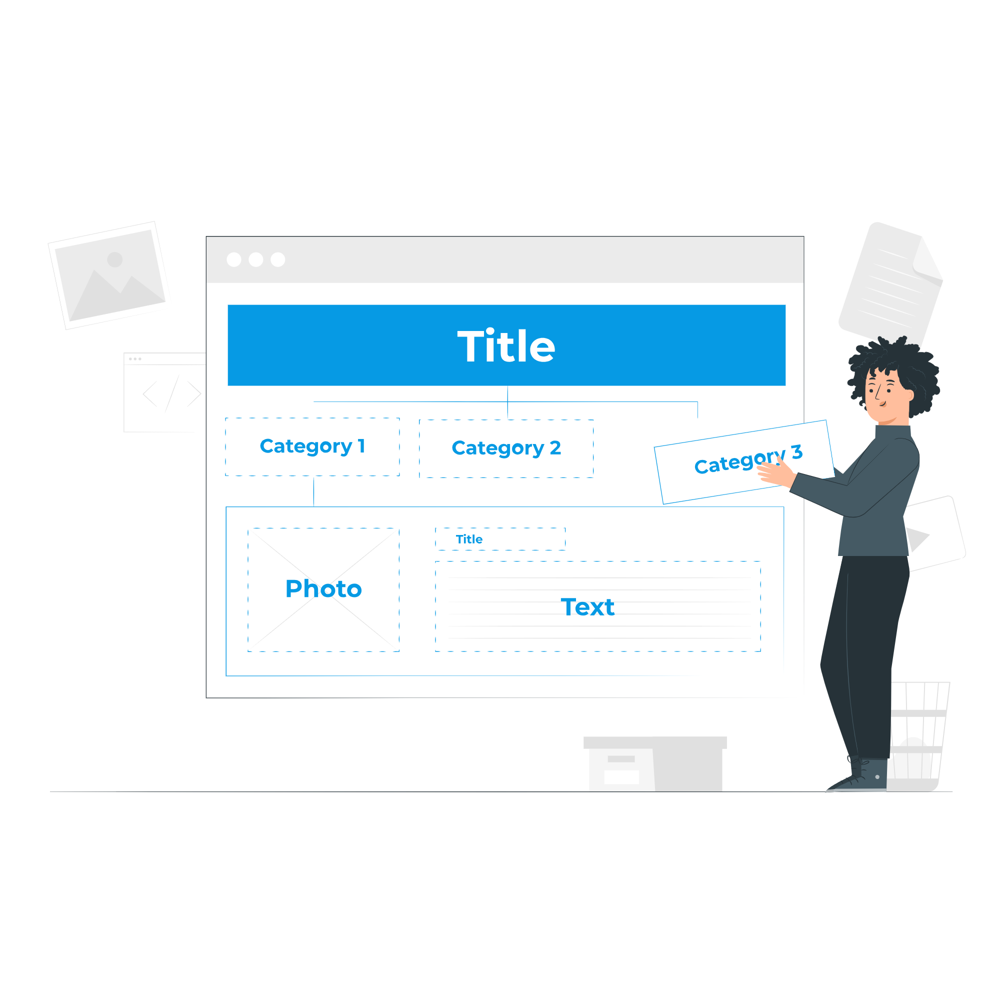 Title
Category 1
Category 2
Category 3
Title
Photo
Text